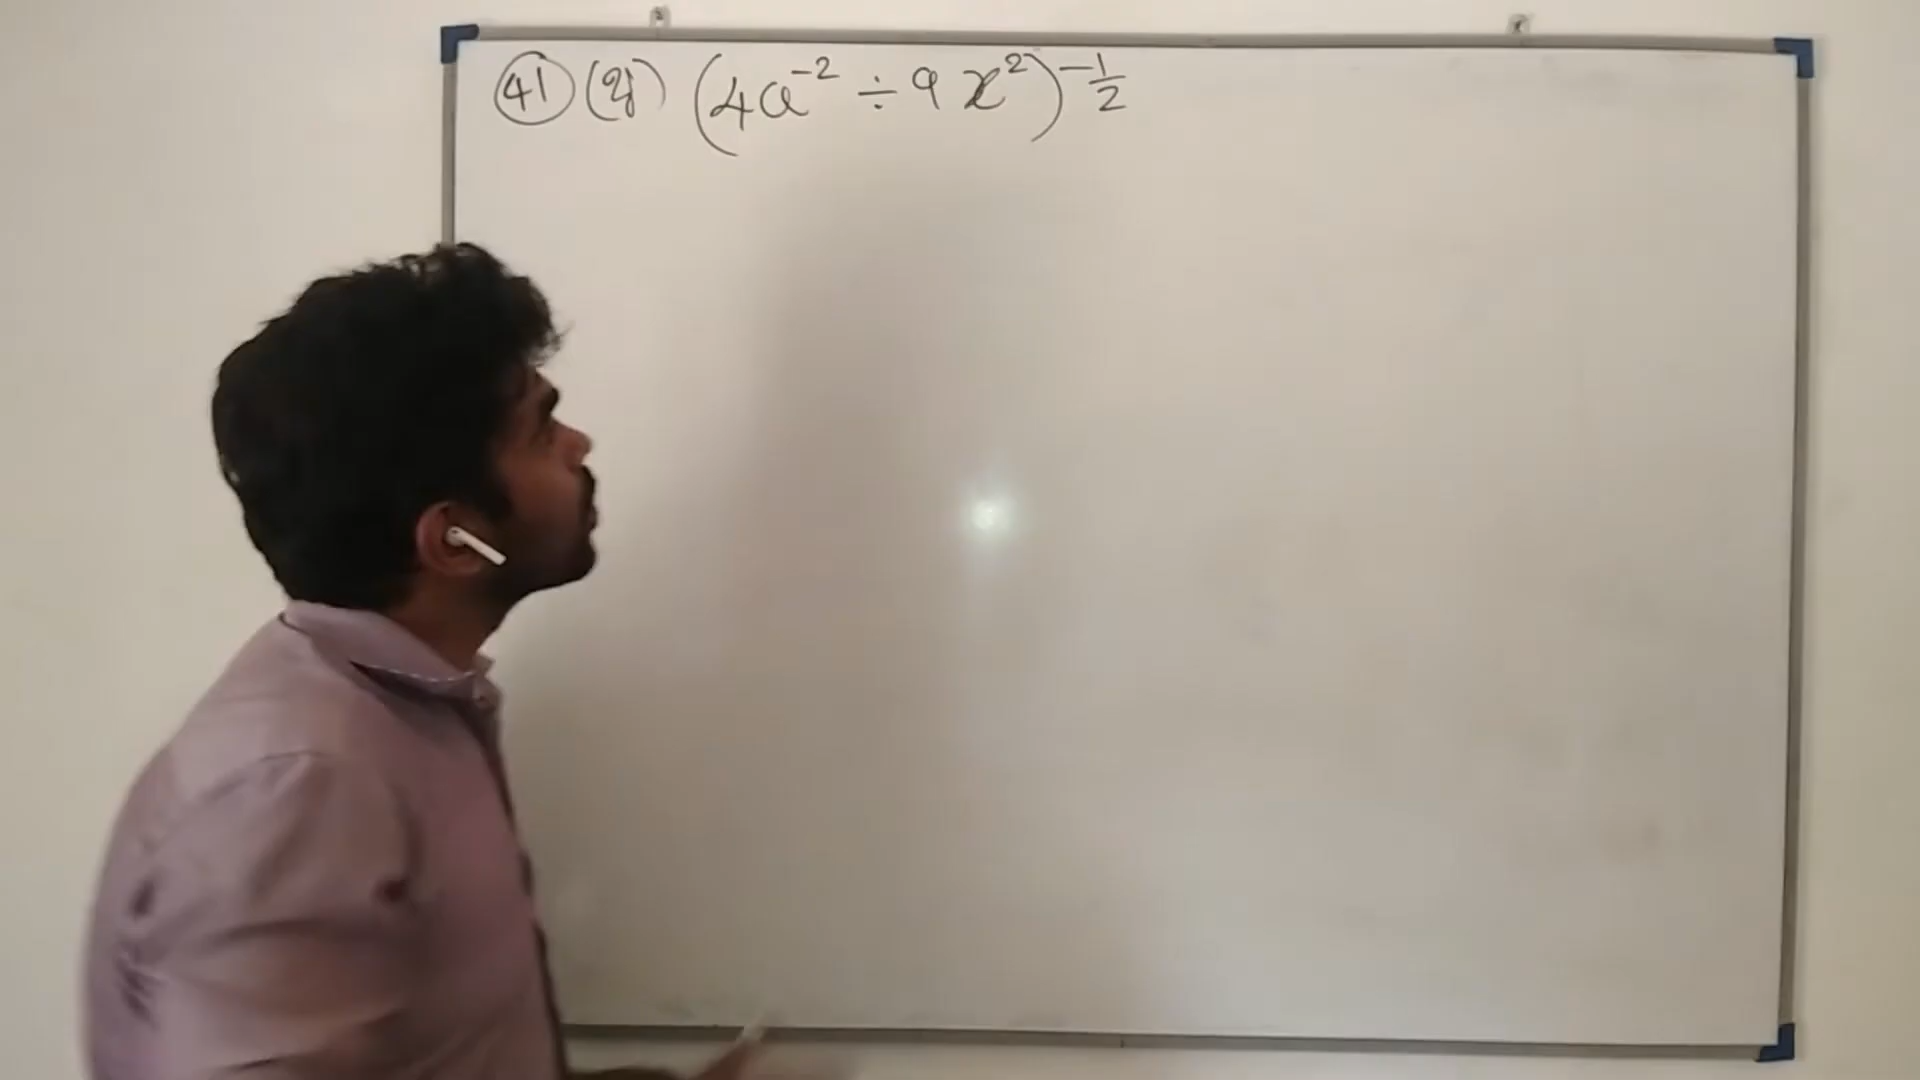 41 (ஆ) (4a⁻² ÷ 9x²)^(-1/2)